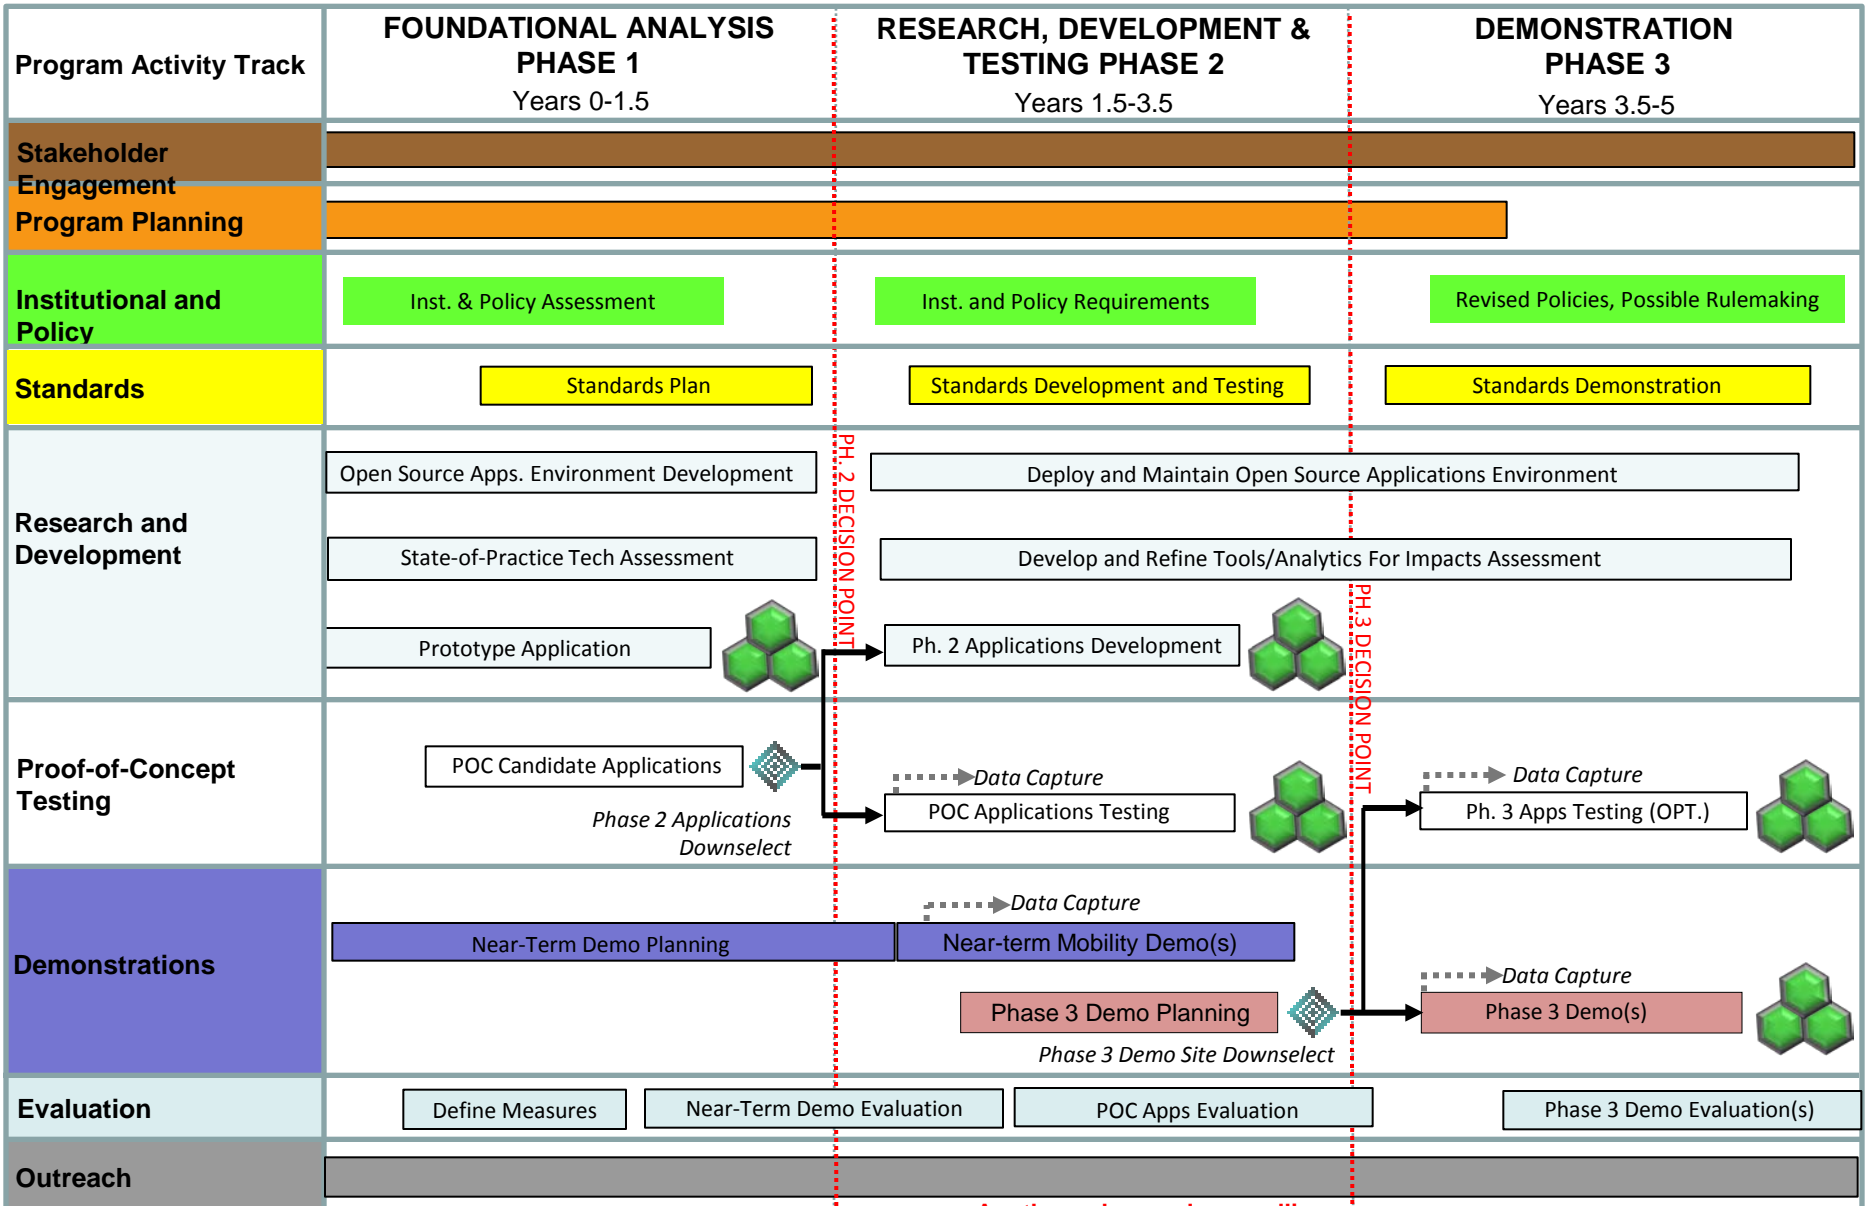 Program Activity Track
FOUNDATIONAL ANALYSIS
PHASE 1
Years 0-1.5
RESEARCH, DEVELOPMENT &
TESTING PHASE 2
Years 1.5-3.5
DEMONSTRATION
PHASE 3
Years 3.5-5
Stakeholder
Engagement
Program Planning
Institutional and
Policy
Inst. & Policy Assessment
Inst. and Policy Requirements
Revised Policies, Possible Rulemaking
Standards
Standards Plan
Standards Development and Testing
Standards Demonstration
Research and
Development
Open Source Apps. Environment Development
Deploy and Maintain Open Source Applications Environment
State-of-Practice Tech Assessment
Develop and Refine Tools/Analytics For Impacts Assessment
Prototype Application
Ph. 2 Applications Development
PH. 2 DECISION POINT
PH.3 DECISION POINT
Proof-of-Concept
Testing
POC Candidate Applications
Phase 2 Applications
Downselect
Data Capture
POC Applications Testing
Data Capture
Ph. 3 Apps Testing (OPT.)
Demonstrations
Near-Term Demo Planning
Data Capture
Near-term Mobility Demo(s)
Phase 3 Demo Planning
Phase 3 Demo Site Downselect
Data Capture
Phase 3 Demo(s)
Evaluation
Define Measures
Near-Term Demo Evaluation
POC Apps Evaluation
Phase 3 Demo Evaluation(s)
Outreach